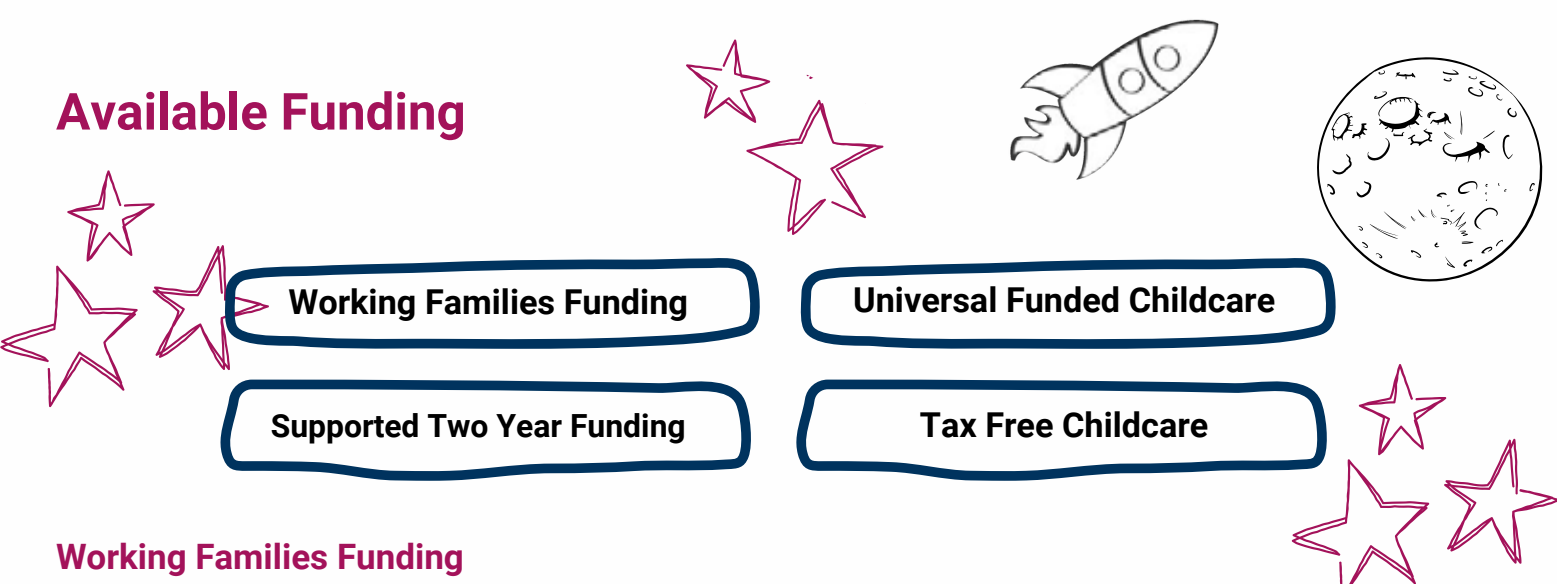 Available Funding
Working Families Funding
Universal Funded Childcare
Supported Two Year Funding
Tax Free Childcare
Working Families Funding